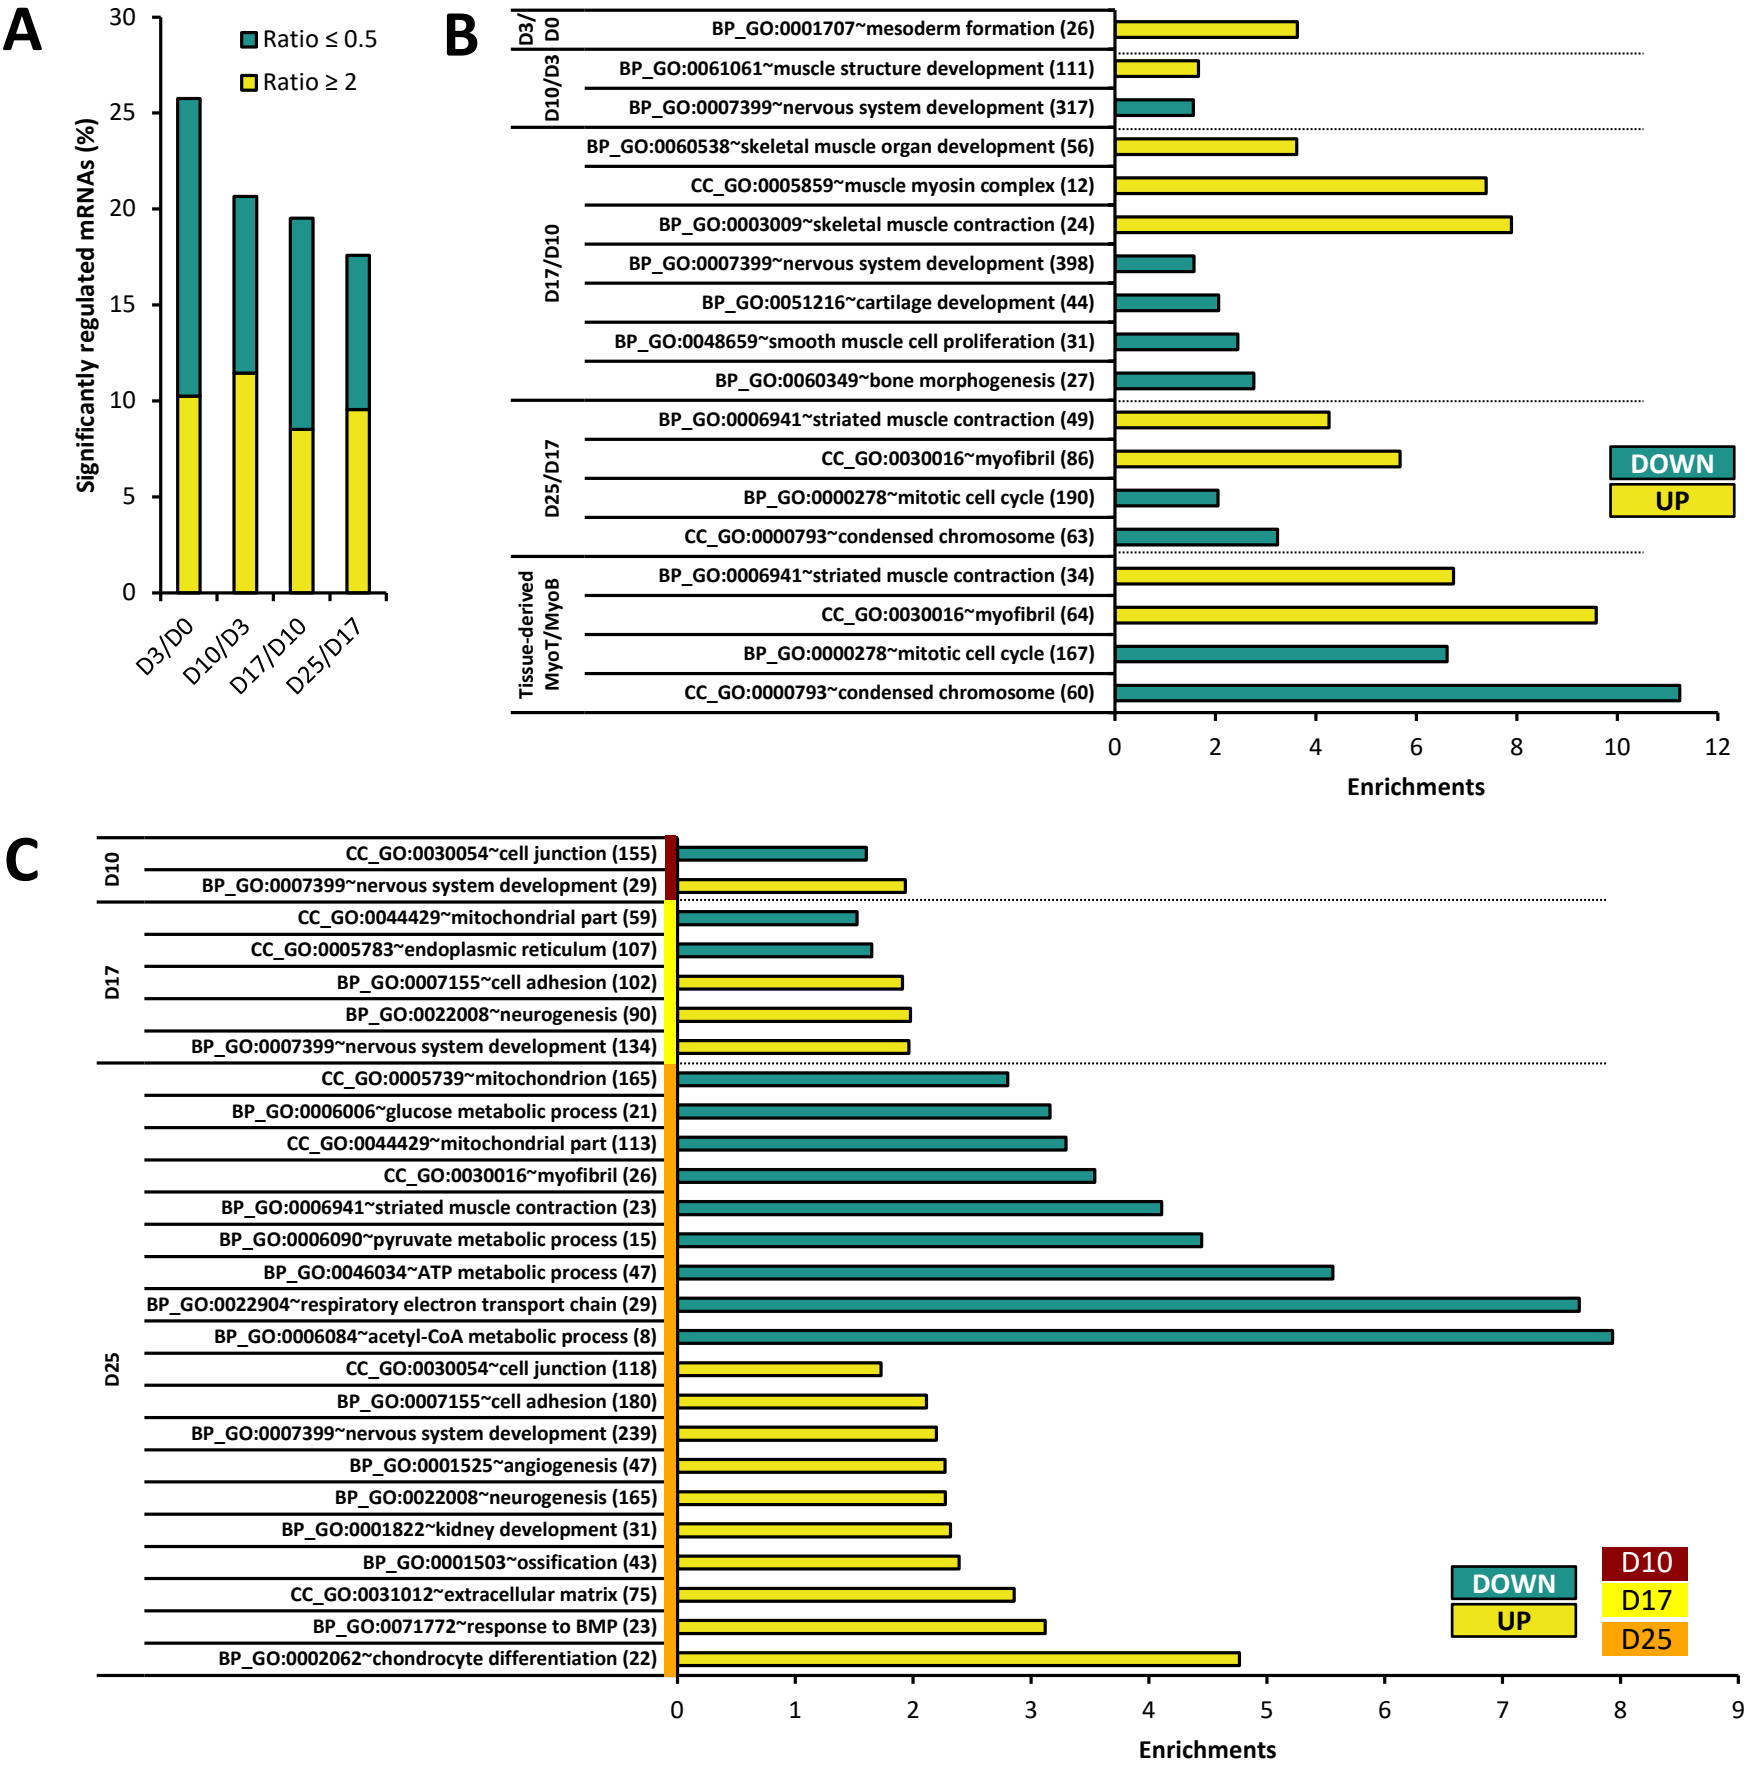 A
30
25
20
15
10
5
0
Significantly regulated mRNAs (%)
Ratio ≤ 0.5
Ratio ≥ 2
D3/D0
D10/D3
D17/D10
D25/D17
B
D3/
D0
BP_GO:0001707~mesoderm formation (26)
D10/D3
BP_GO:0061061~muscle structure development (111)
BP_GO:0007399~nervous system development (317)
D17/D10
BP_GO:0060538~skeletal muscle organ development (56)
CC_GO:0005859~muscle myosin complex (12)
BP_GO:0003009~skeletal muscle contraction (24)
BP_GO:0007399~nervous system development (398)
BP_GO:0051216~cartilage development (44)
BP_GO:0048659~smooth muscle cell proliferation (31)
BP_GO:0060349~bone morphogenesis (27)
D25/D17
BP_GO:0006941~striated muscle contraction (49)
CC_GO:0030016~myofibril (86)
BP_GO:0000278~mitotic cell cycle (190)
CC_GO:0000793~condensed chromosome (63)
Tissue-derived
MyoT/MyoB
BP_GO:0006941~striated muscle contraction (34)
CC_GO:0030016~myofibril (64)
BP_GO:0000278~mitotic cell cycle (167)
CC_GO:0000793~condensed chromosome (60)
DOWN
UP
0 2 4 6 8 10 12
Enrichments
C
D10
CC_GO:0030054~cell junction (155)
BP_GO:0007399~nervous system development (29)
D17
CC_GO:0044429~mitochondrial part (59)
CC_GO:0005783~endoplasmic reticulum (107)
BP_GO:0007155~cell adhesion (102)
BP_GO:0022008~neurogenesis (90)
BP_GO:0007399~nervous system development (134)
D25
CC_GO:0005739~mitochondrion (165)
BP_GO:0006006~glucose metabolic process (21)
CC_GO:0044429~mitochondrial part (113)
CC_GO:0030016~myofibril (26)
BP_GO:0006941~striated muscle contraction (23)
BP_GO:0006090~pyruvate metabolic process (15)
BP_GO:0046034~ATP metabolic process (47)
BP_GO:0022904~respiratory electron transport chain (29)
BP_GO:0006084~acetyl-CoA metabolic process (8)
CC_GO:0030054~cell junction (118)
BP_GO:0007155~cell adhesion (180)
BP_GO:0007399~nervous system development (239)
BP_GO:0001525~angiogenesis (47)
BP_GO:0022008~neurogenesis (165)
BP_GO:0001822~kidney development (31)
BP_GO:0001503~ossification (43)
CC_GO:0031012~extracellular matrix (75)
BP_GO:0071772~response to BMP (23)
BP_GO:0002062~chondrocyte differentiation (22)
DOWN
UP
D10
D17
D25
0 1 2 3 4 5 6 7 8 9
Enrichments